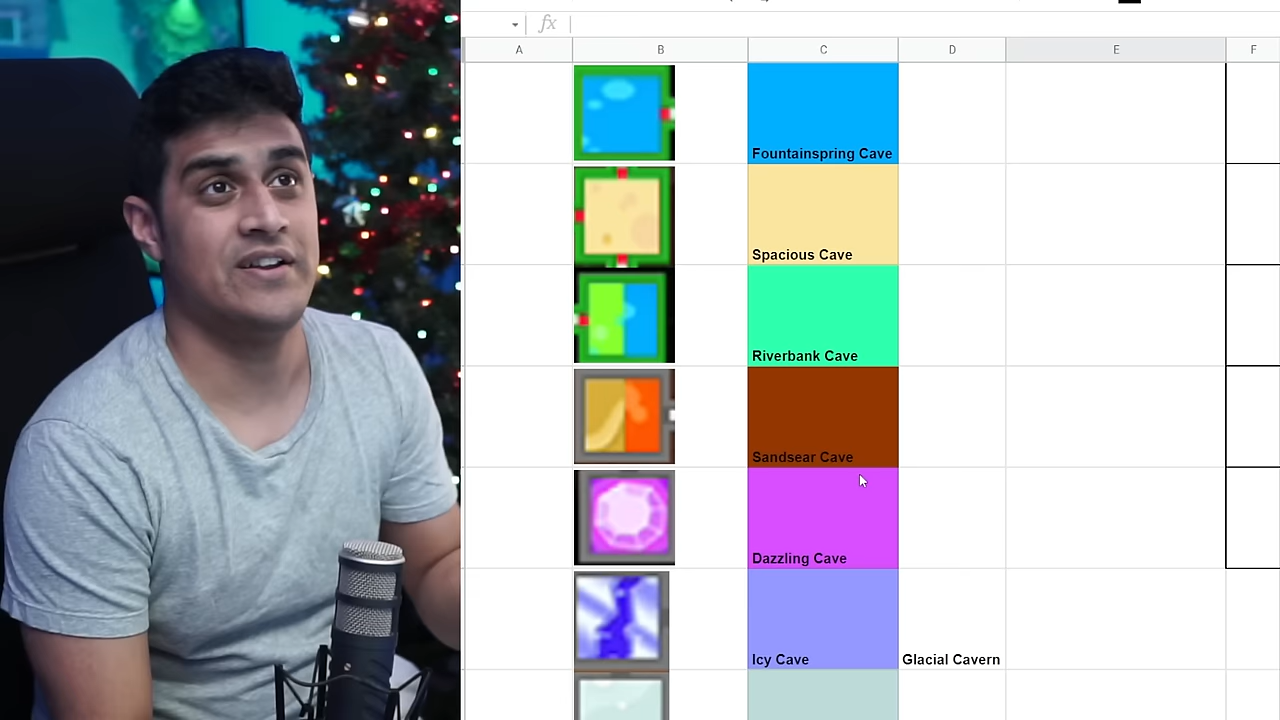 fx
A B C D E F
Fountainspring Cave
Spacious Cave
Riverbank Cave
Sandsear Cave
Dazzling Cave
Icy Cave Glacial Cavern